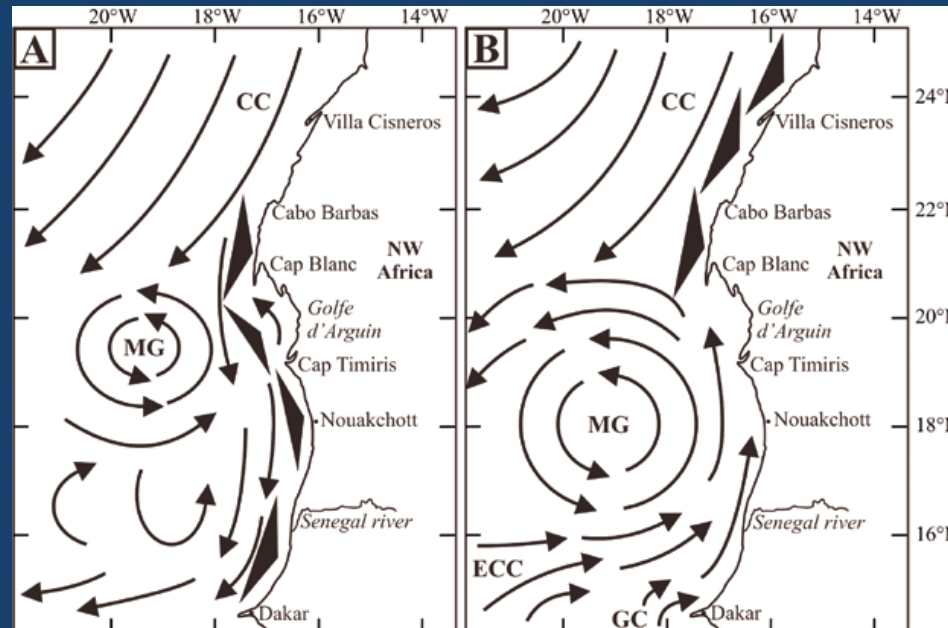 20°W 18°W 16°W 14°W
A
CC
Villa Cisneros
Cabo Barbas
NW
Africa
Cap Blanc
Golfe
d'Arguin
MG
Cap Timiris
Nouakchott
Senegal river
Dakar
20°W 18°W 16°W 14°W
B
CC
24°N
Villa Cisneros
22°N
Cabo Barbas
NW
Africa
Cap Blanc
Golfe
d'Arguin
20°N
Cap Timiris
MG
Nouakchott
18°N
Senegal river
16°N
ECC
GC
Dakar